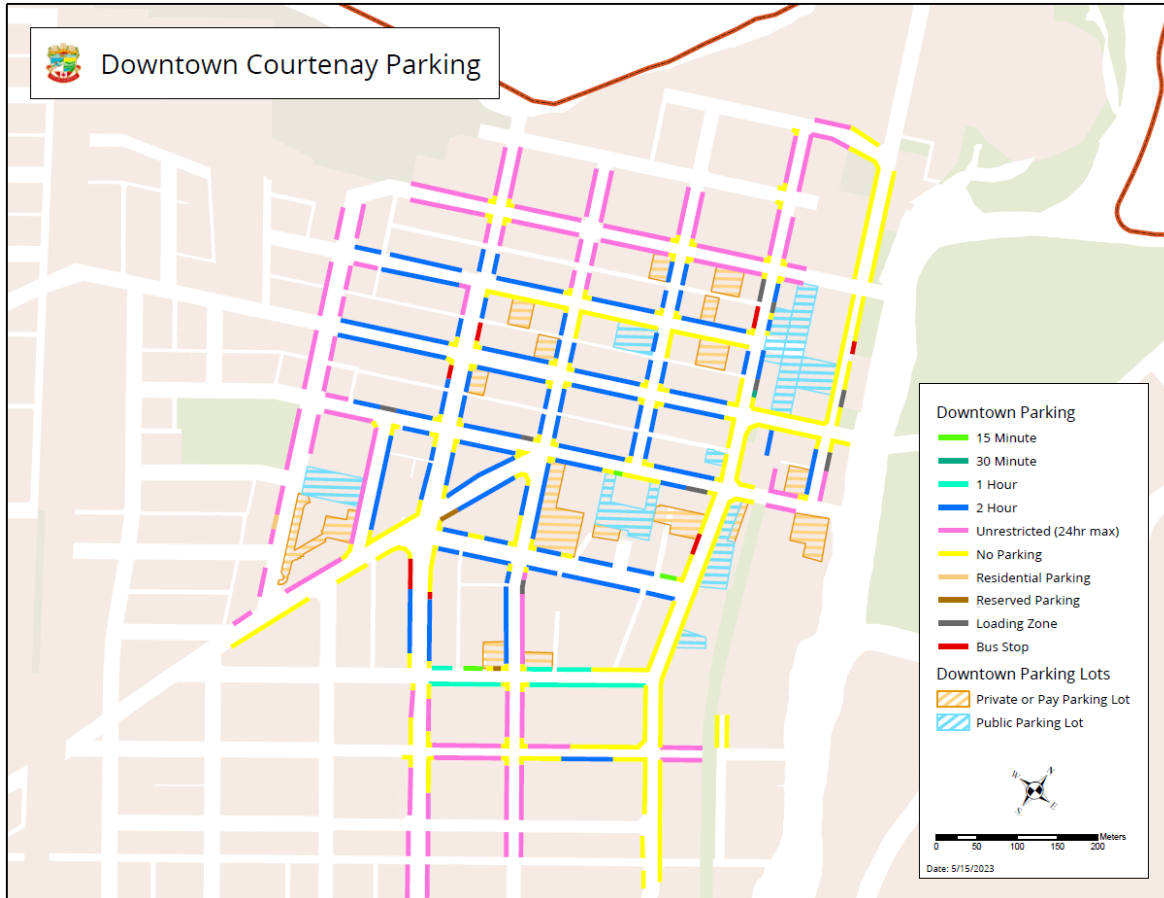 Downtown Courtenay Parking
Downtown Parking
15 Minute
30 Minute
1 Hour
2 Hour
Unrestricted (24hr max)
No Parking
Residential Parking
Reserved Parking
Loading Zone
Bus Stop
Downtown Parking Lots
Private or Pay Parking Lot
Public Parking Lot
W N
S E
Meters
0 50 100 150 200
Date: 5/15/2023